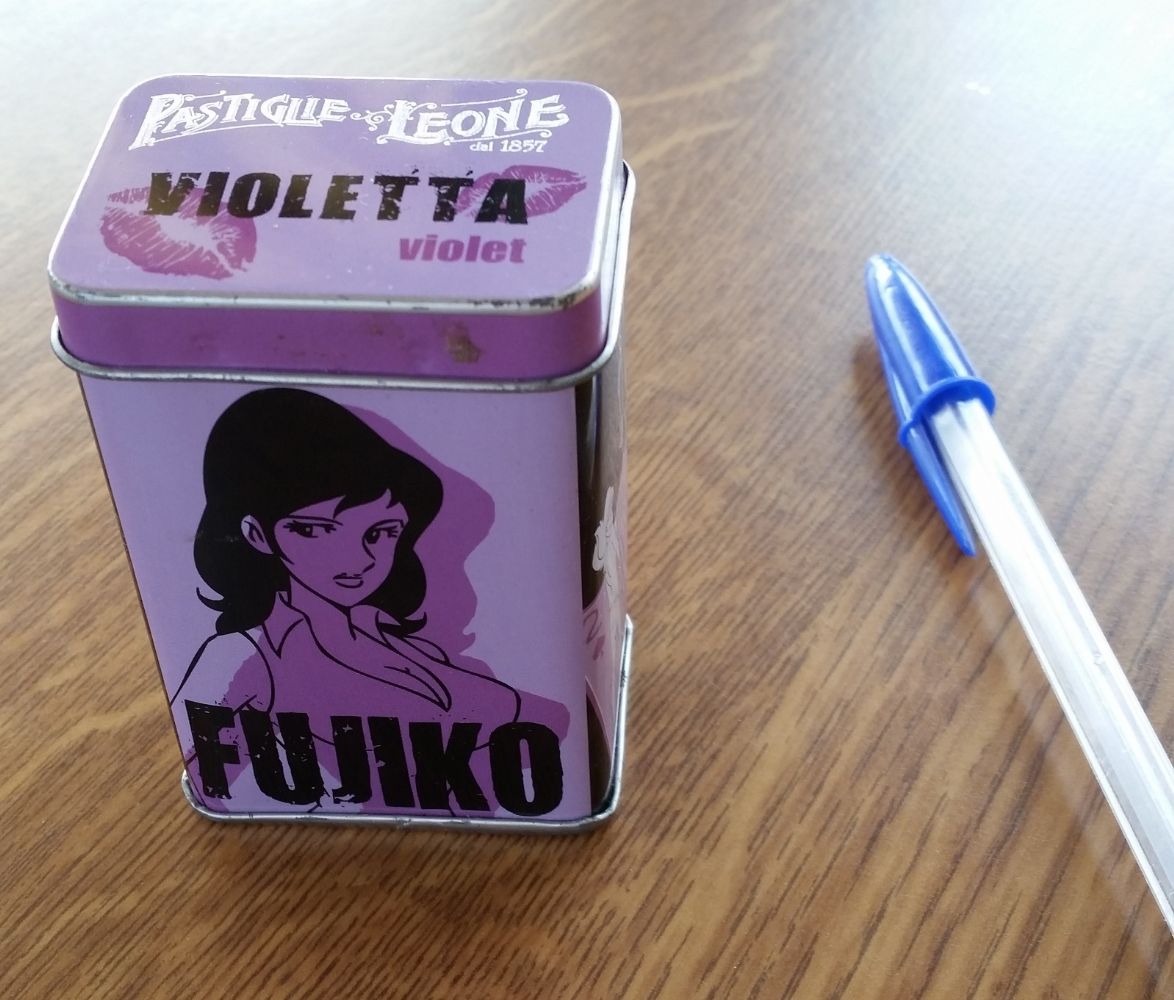 PASTIGLIE LEONE
dal 1857
VIOLETTA
violet
FUJIKO